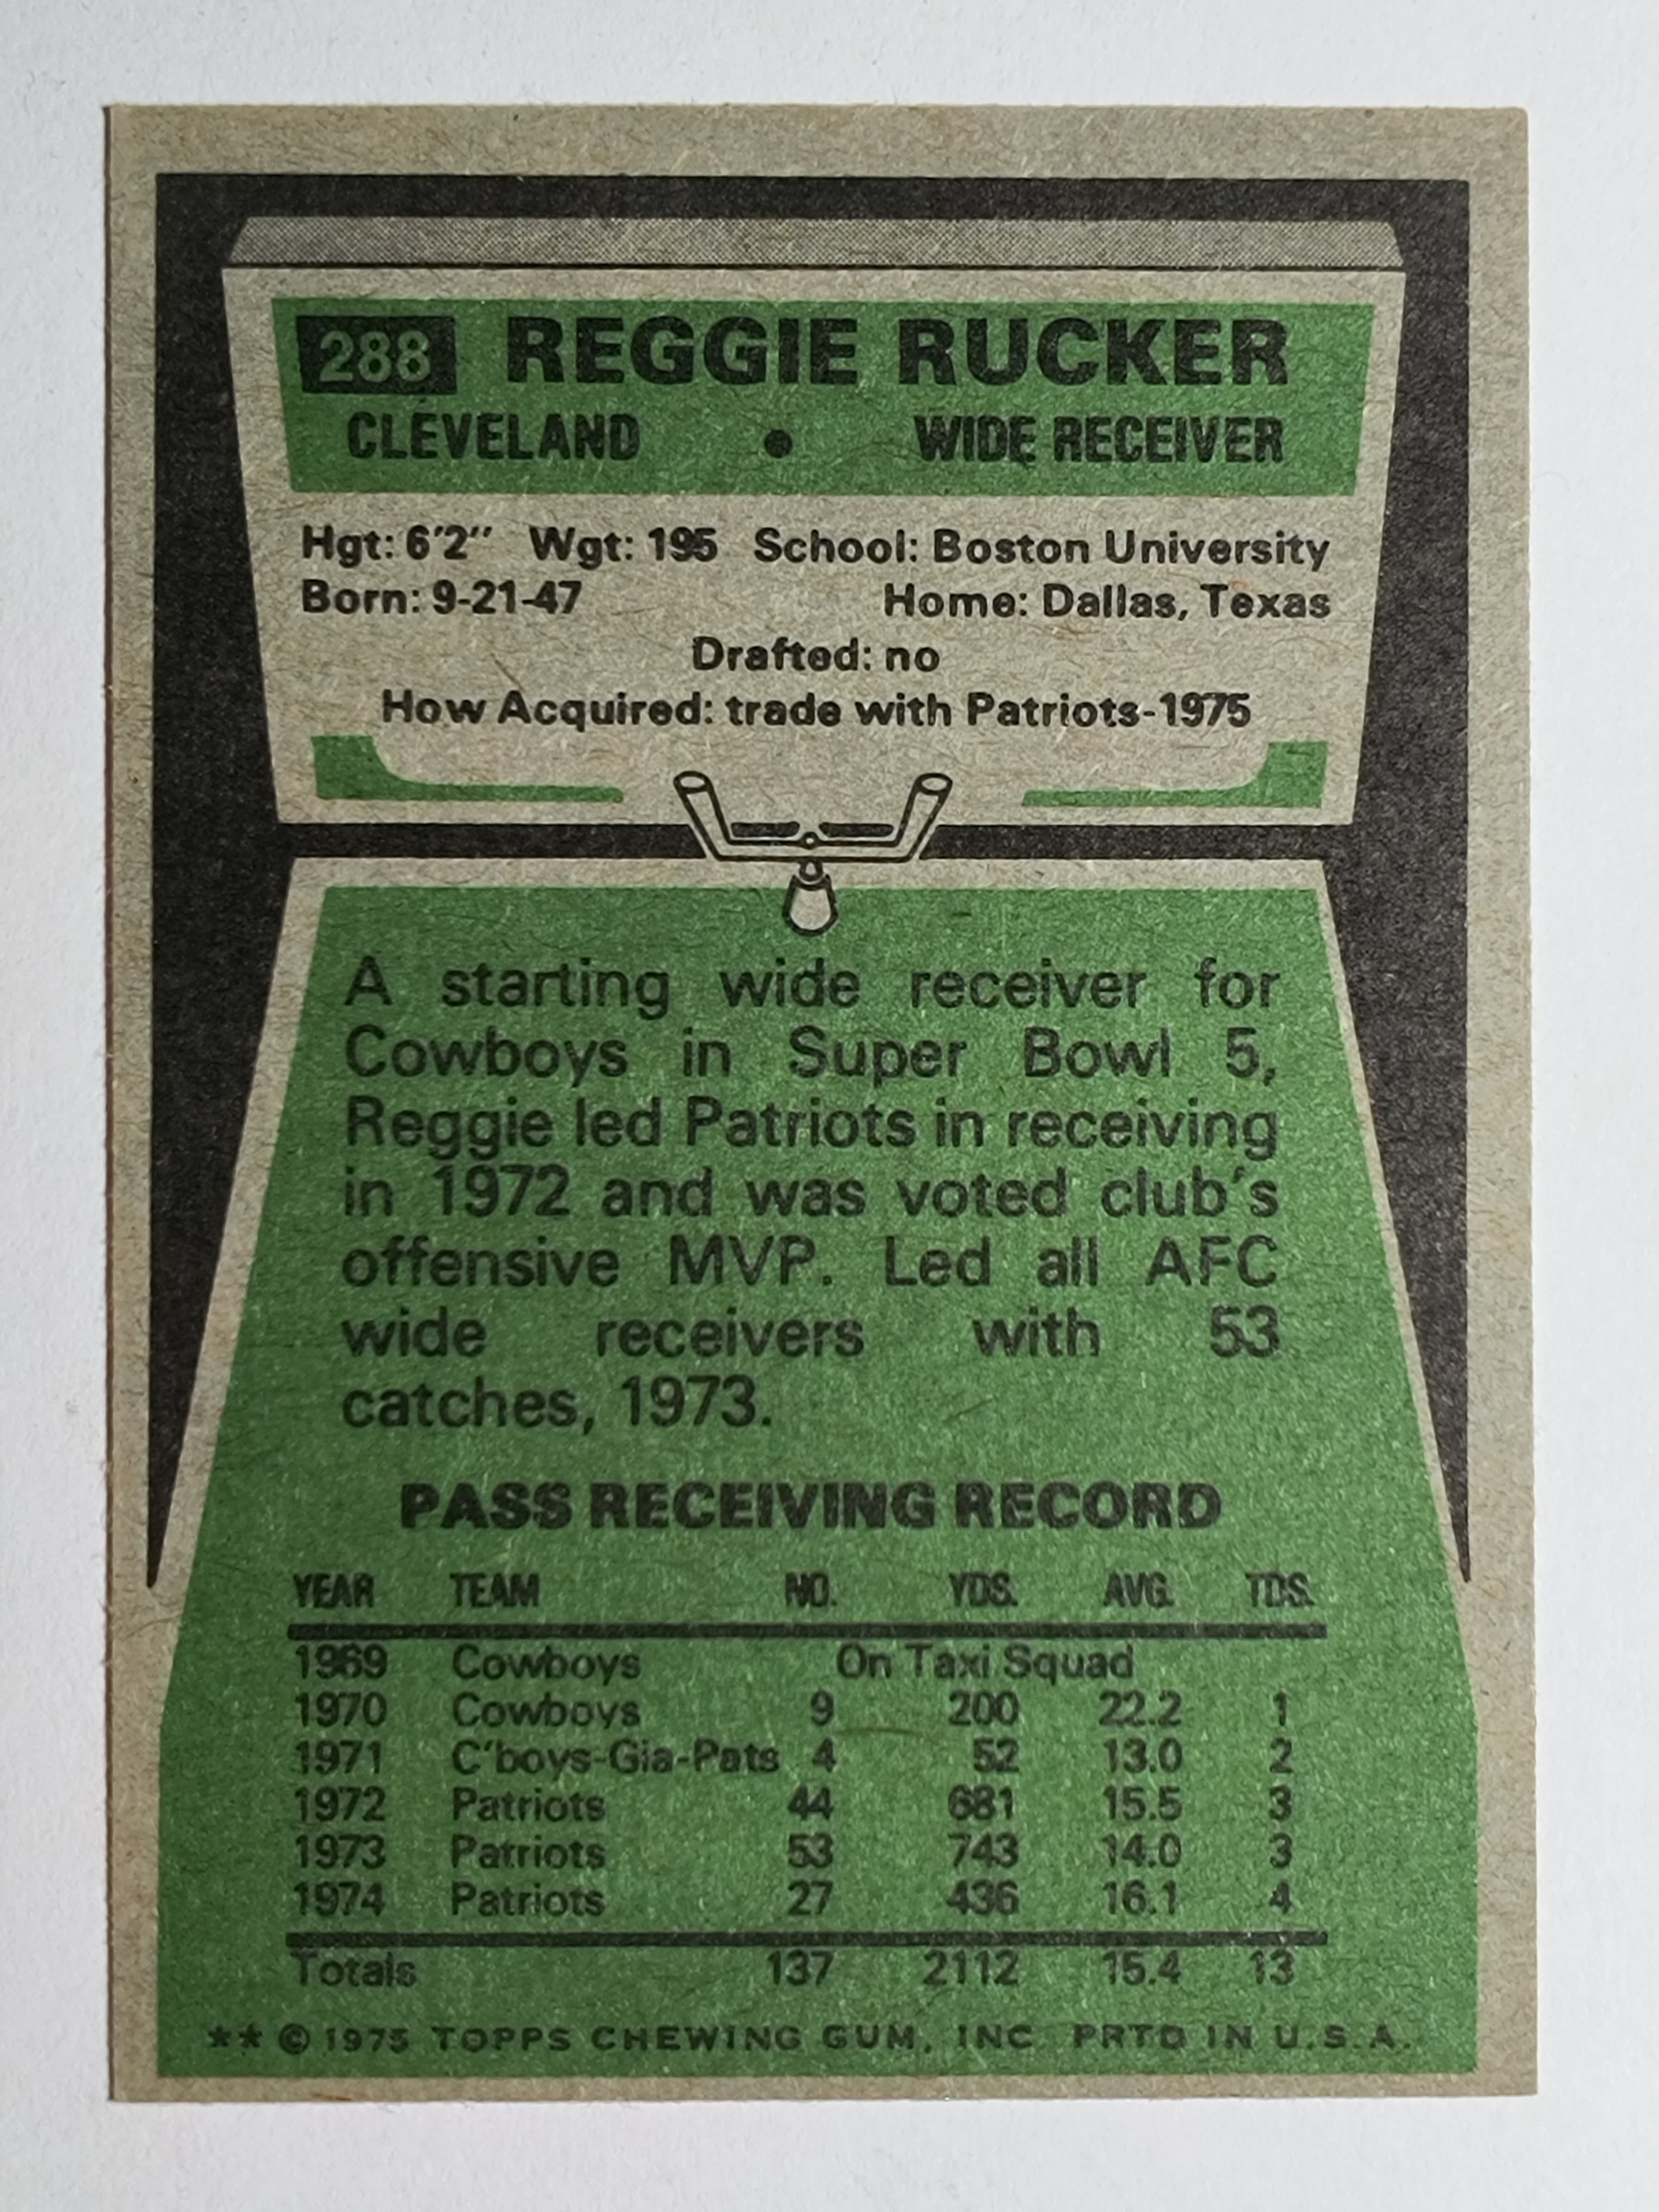 288 REGGIE RUCKER
CLEVELAND • WIDE RECEIVER
Hgt: 6'2" Wgt: 195 School: Boston University
Born: 9-21-47 Home: Dallas, Texas
Drafted: no
How Acquired: trade with Patriots-1975
A starting wide receiver for
Cowboys in Super Bowl 5,
Reggie led Patriots in receiving
in 1972 and was voted club's
offensive MVP. Led all AFC
wide receivers with 53
catches, 1973.
PASS RECEIVING RECORD
YEAR TEAM NO. YDS. AVG. TDS.
1969 Cowboys On Taxi Squad
1970 Cowboys 9 200 22.2 1
1971 C'boys-Gia-Pats 4 52 13.0 2
1972 Patriots 44 681 15.5 3
1973 Patriots 53 743 14.0 3
1974 Patriots 27 436 16.1 4
Totals 137 2112 15.4 13
** © 1975 TOPPS CHEWING GUM, INC. PRTD IN U.S.A.